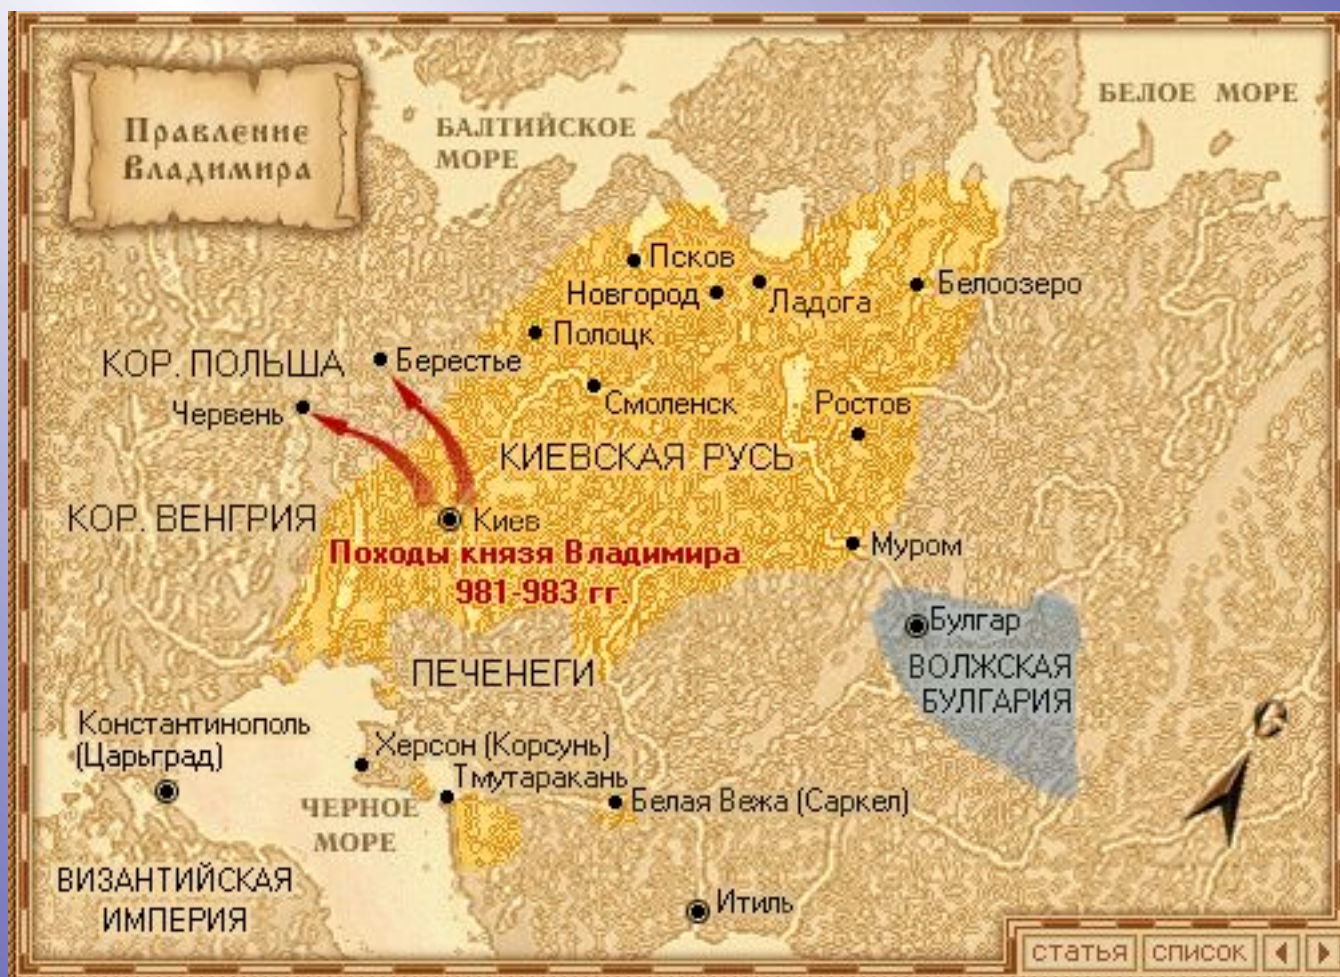 Правление
Владимира
БАЛТИЙСКОЕ
МОРЕ
БЕЛОЕ МОРЕ
Псков
Новгород
Ладога
Белоозеро
Полоцк
КОР. ПОЛЬША
Берестье
Червень
Смоленск
Ростов
КИЕВСКАЯ РУСЬ
КОР. ВЕНГРИЯ
Киев
Муром
Походы князя Владимира
981-983 гг.
Булгар
ВОЛЖСКАЯ
БУЛГАРИЯ
ПЕЧЕНЕГИ
Константинополь
(Царьград)
Херсон (Корсунь)
Тмутаракань
Белая Вежа (Саркел)
ЧЕРНОЕ
МОРЕ
С
ВИЗАНТИЙСКАЯ
ИМПЕРИЯ
Итиль
статья список